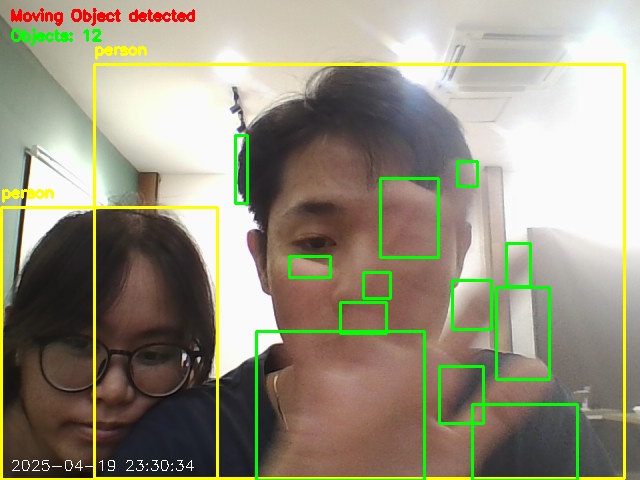 Moving Object detected
Objects: 12
person
person
2025-04-19 23:30:34